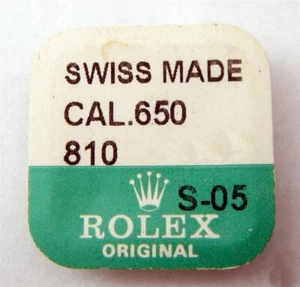 SWISS MADE
CAL.650
810
S-05
ROLEX
ORIGINAL